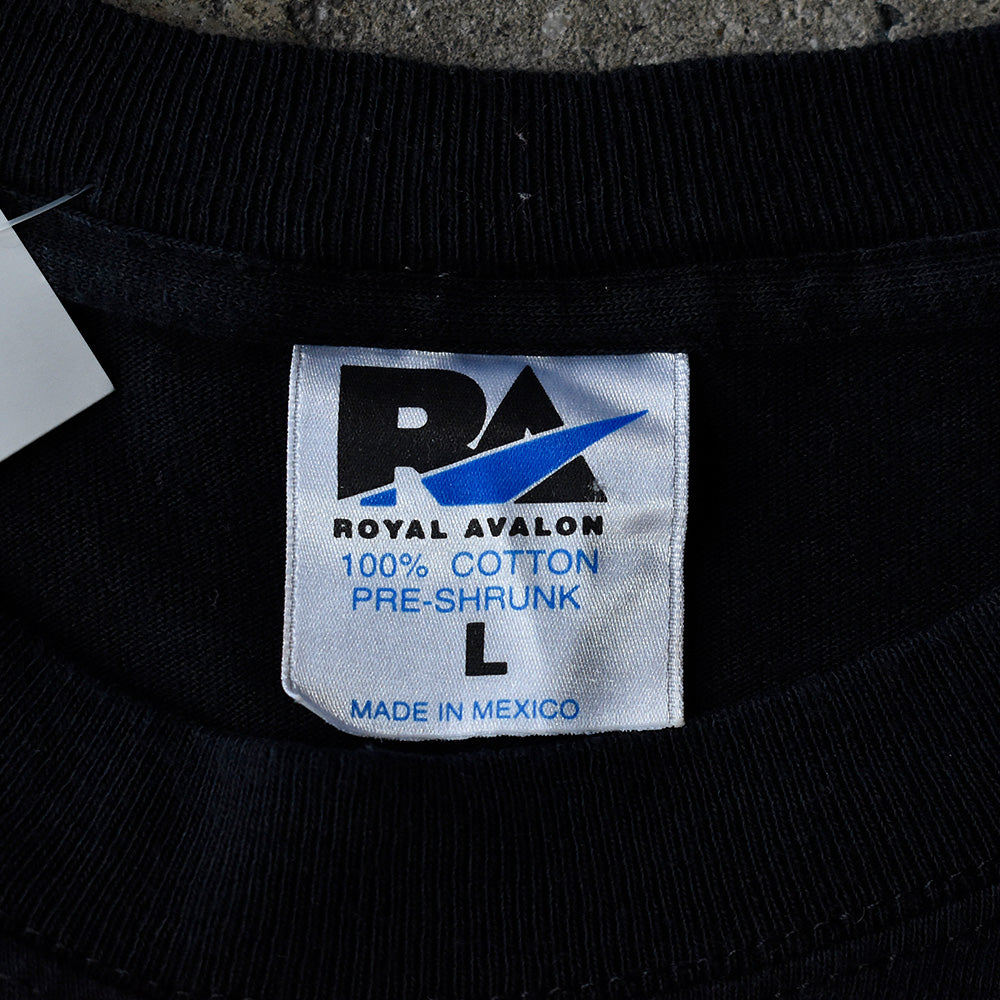 RA
ROYAL AVALON
100% COTTON
PRE-SHRUNK
L
MADE IN MEXICO